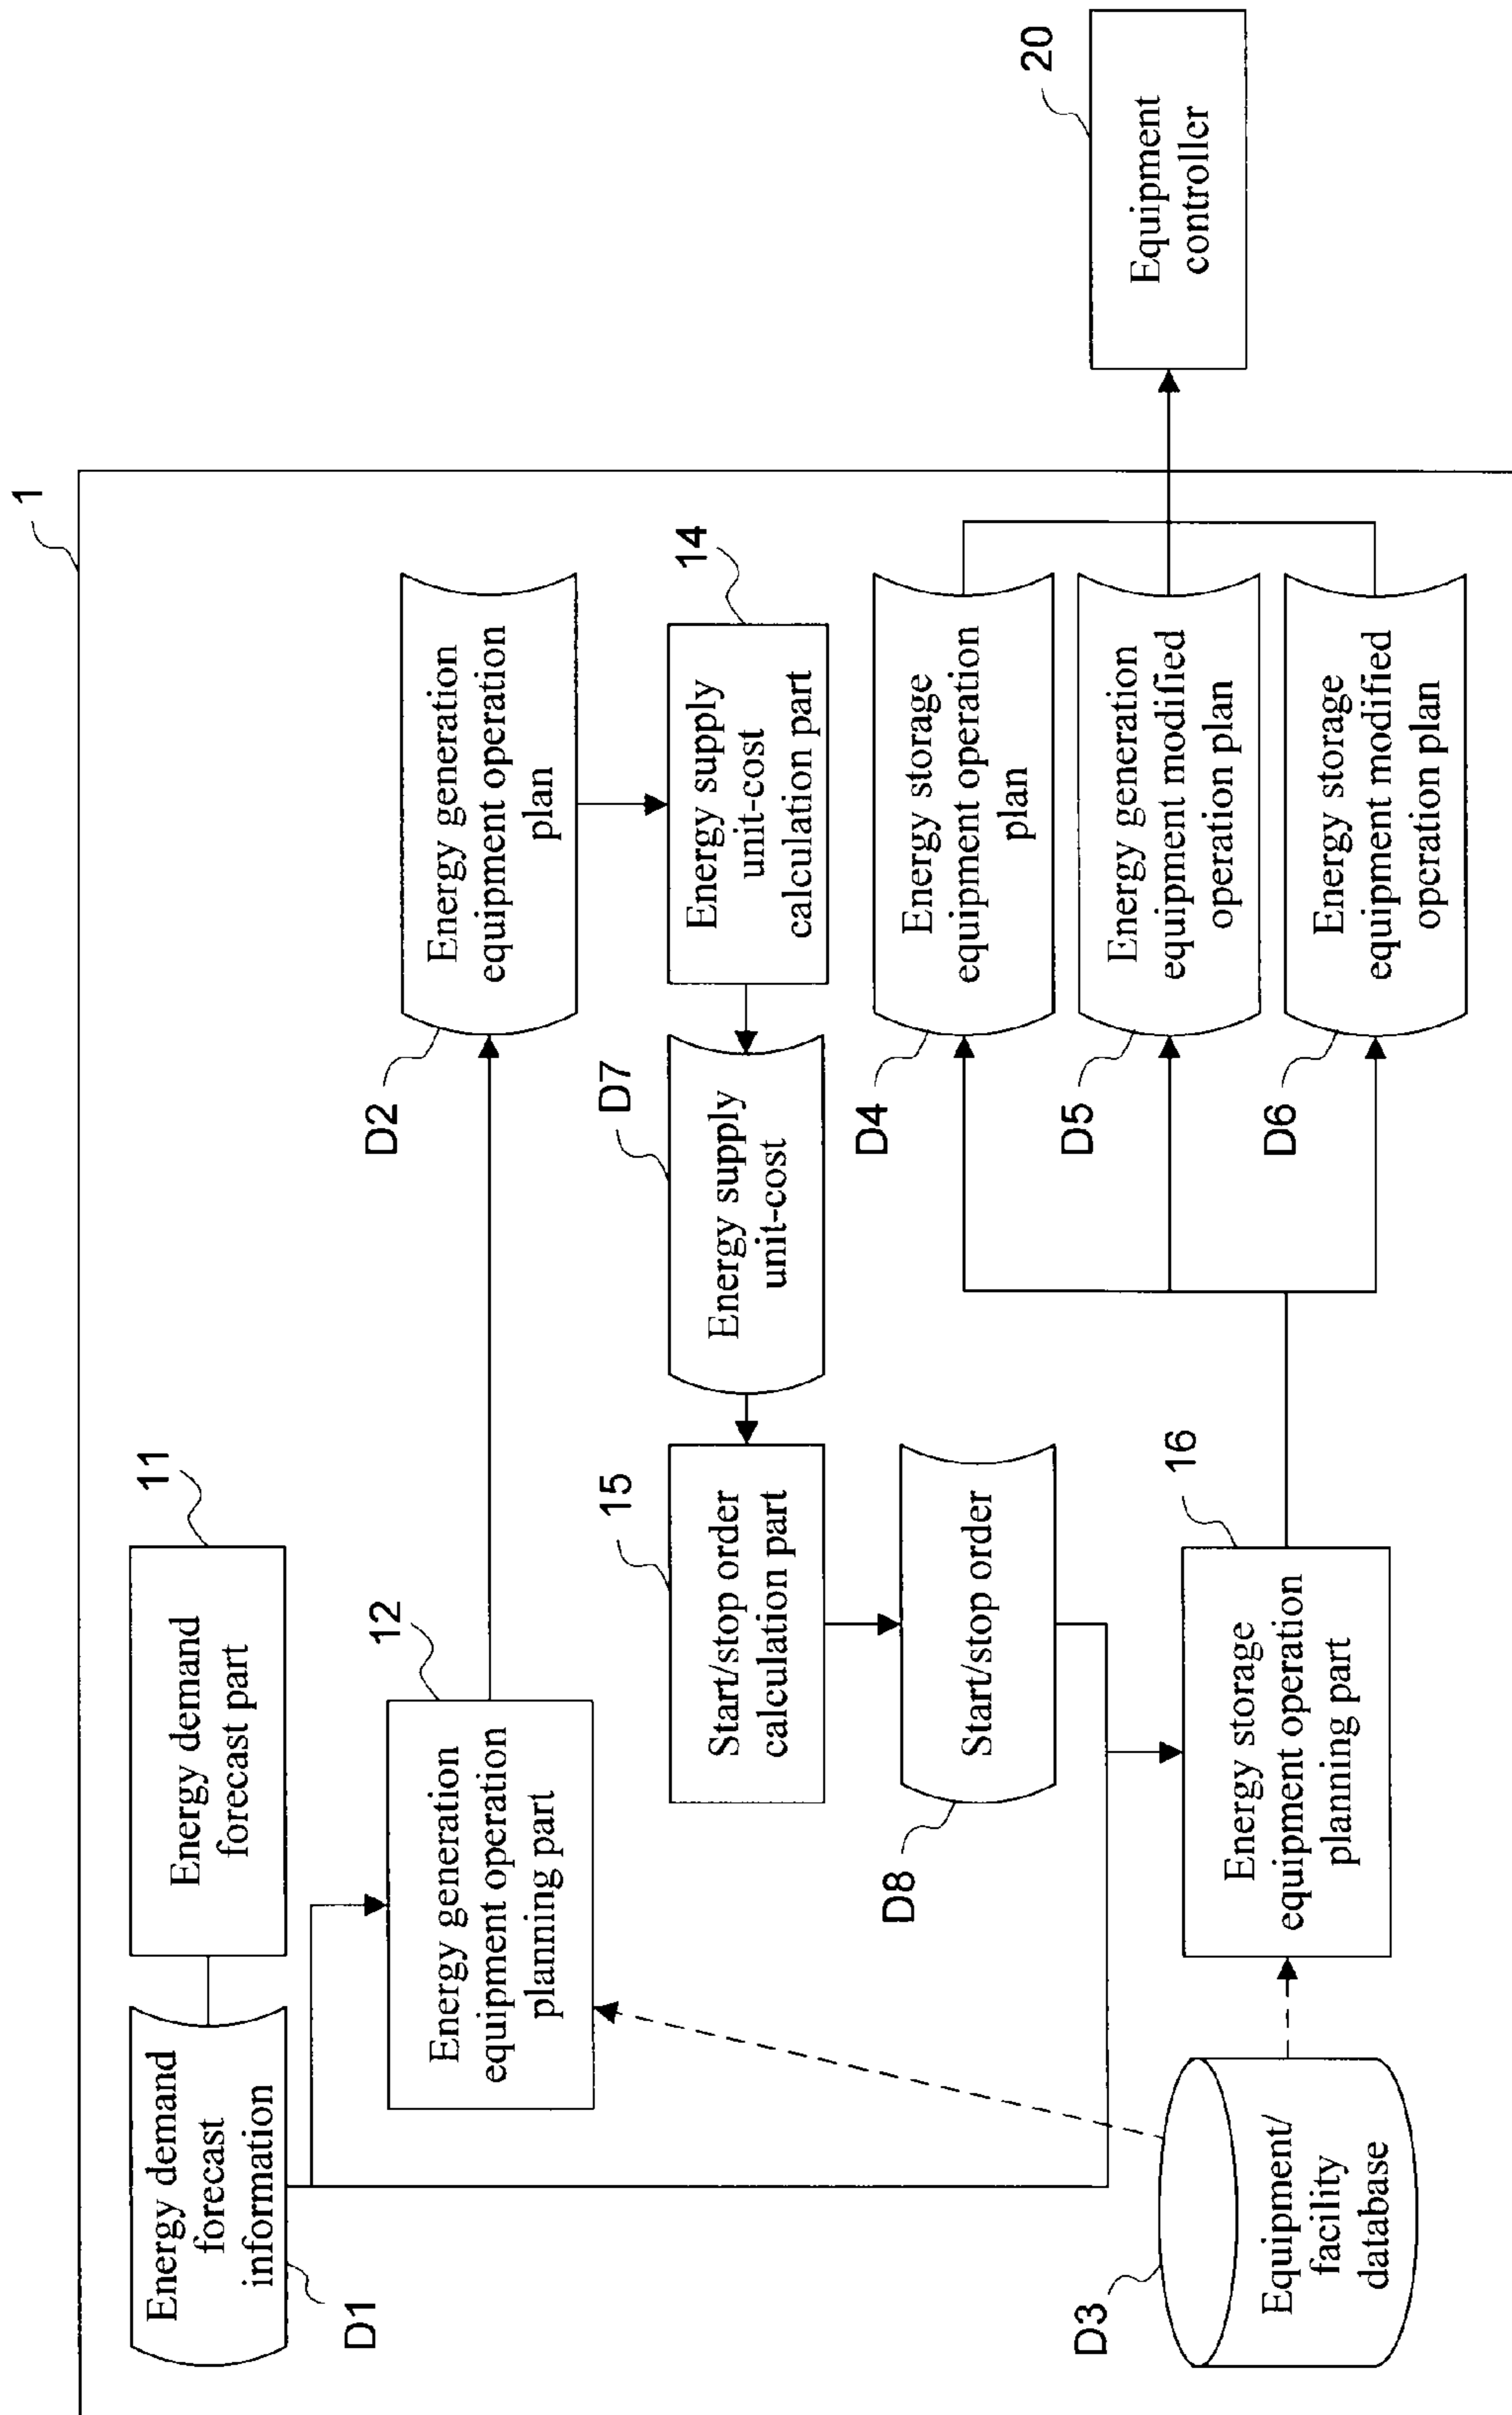 1
Energy demand
forecast
information
D1
Energy demand
forecast part
11
12
Energy generation
equipment operation
planning part
D2
Energy generation
equipment operation
plan
15
Start/stop order
calculation part
D7
Energy supply
unit-cost
14
Energy supply
unit-cost
calculation part
D8
Start/stop order
D4
Energy storage
equipment operation
plan
D5
Energy generation
equipment modified
operation plan
D6
Energy storage
equipment modified
operation plan
20
Equipment
controller
D3
Equipment/
facility
database
16
Energy storage
equipment operation
planning part